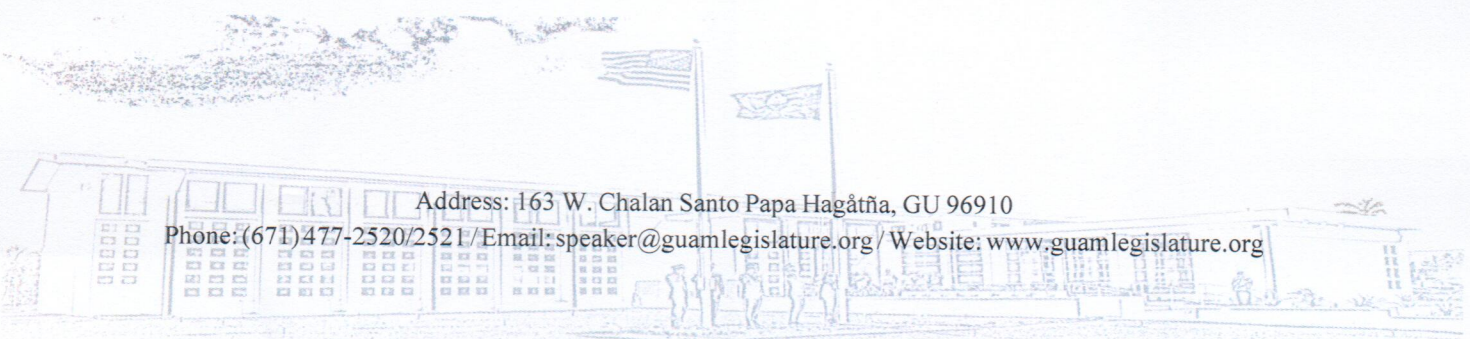 Address: 163 W. Chalan Santo Papa Hagåtña, GU 96910
Phone: (671) 477-2520/2521 / Email: speaker@guamlegislature.org / Website: www.guamlegislature.org